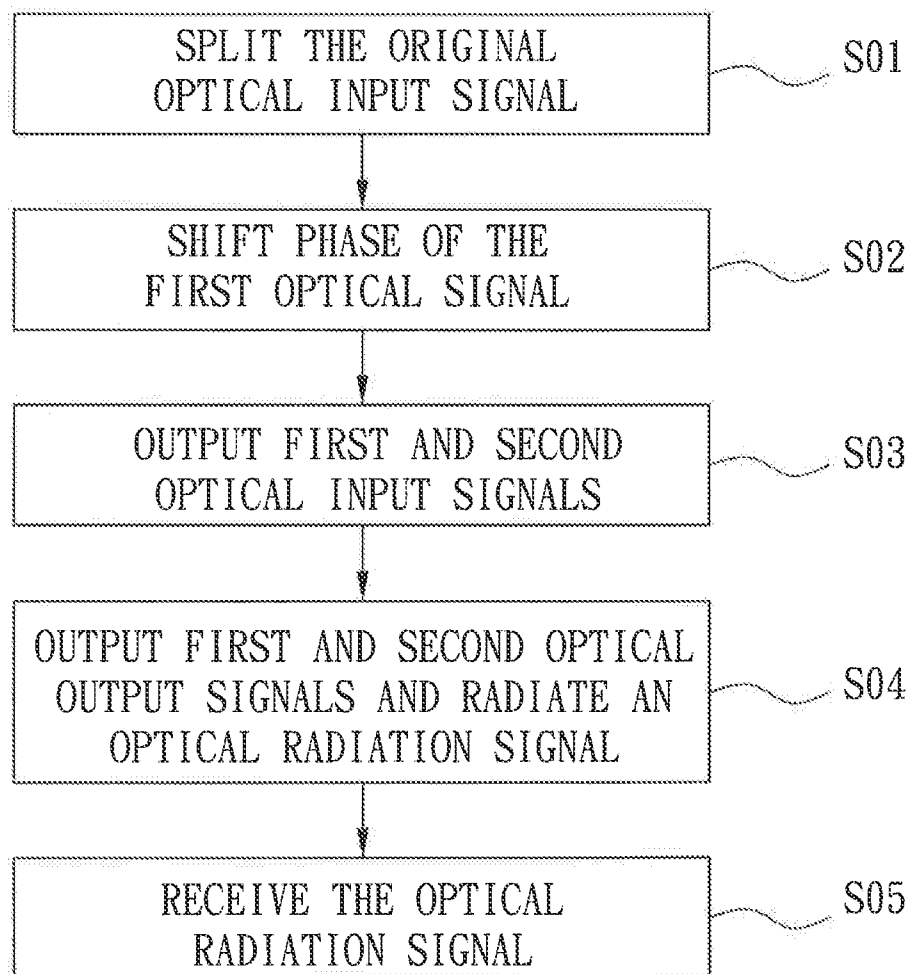 SPLIT THE ORIGINAL
OPTICAL INPUT SIGNAL
S01
SHIFT PHASE OF THE
FIRST OPTICAL SIGNAL
S02
OUTPUT FIRST AND SECOND
OPTICAL INPUT SIGNALS
S03
OUTPUT FIRST AND SECOND OPTICAL
OUTPUT SIGNALS AND RADIATE AN
OPTICAL RADIATION SIGNAL
S04
RECEIVE THE OPTICAL
RADIATION SIGNAL
S05